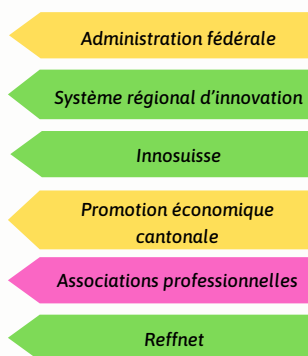 Administration fédérale
Système régional d'innovation
Innosuisse
Promotion économique
cantonale
Associations professionnelles
Reffnet